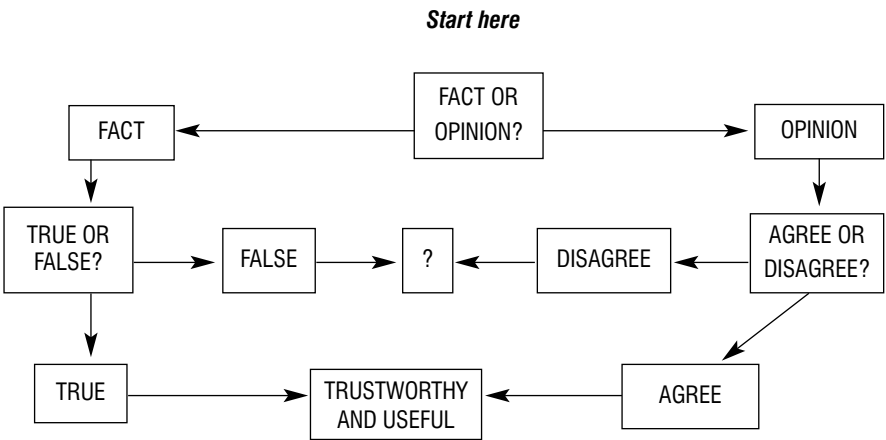 Start here
FACT OR
OPINION?
FACT
OPINION
TRUE OR
FALSE?
FALSE
?
DISAGREE
AGREE OR
DISAGREE?
TRUE
TRUSTWORTHY
AND USEFUL
AGREE